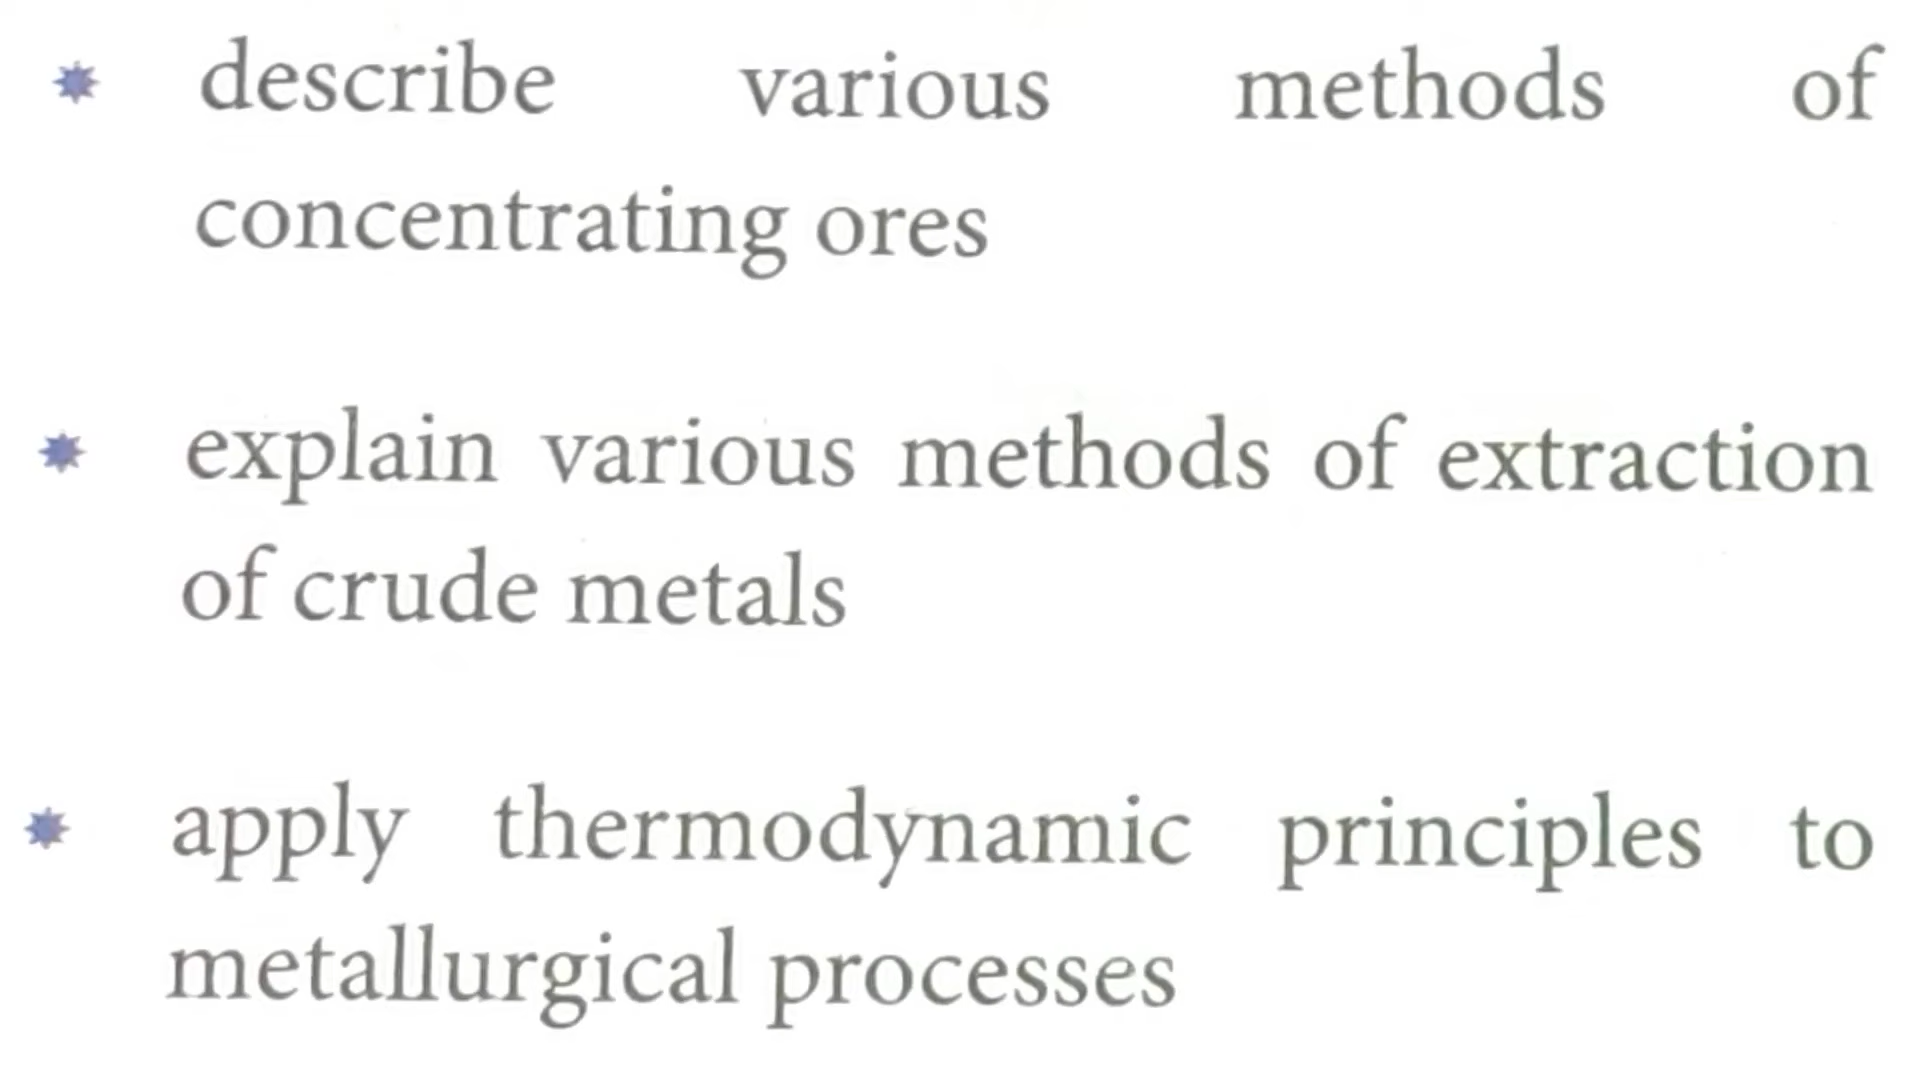 describe various methods of
concentrating ores
explain various methods of extraction
of crude metals
apply thermodynamic principles to
metallurgical processes